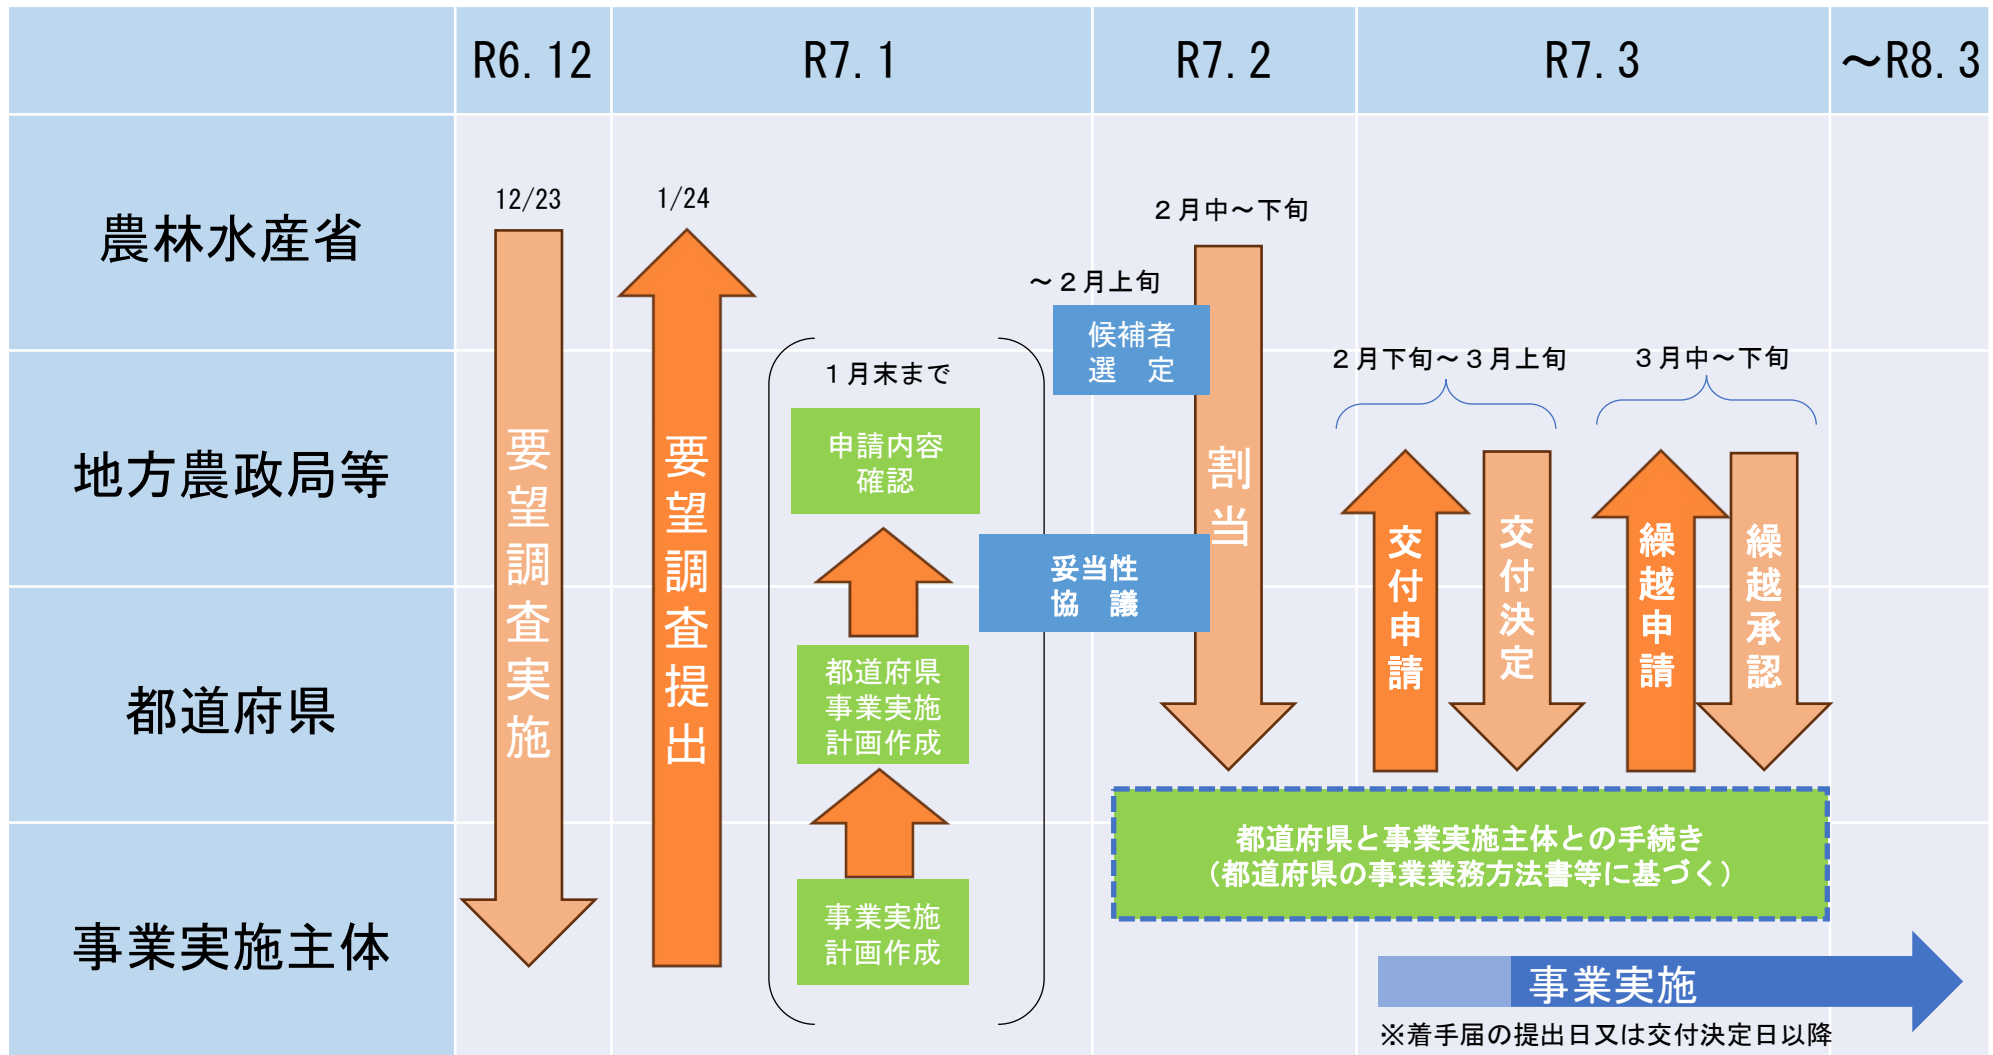 R6.12
R7.1
R7.2
R7.3
～R8.3
農林水産省
地方農政局等
都道府県
事業実施主体
12/23
要望調査実施
1/24
要望調査提出
1月末まで
申請内容
確認
都道府県
事業実施
計画作成
事業実施
計画作成
～２月上旬
候補者
選　定
妥当性
協　議
２月中～下旬
割当
２月下旬～３月上旬
交付申請
交付決定
３月中～下旬
繰越申請
繰越承認
都道府県と事業実施主体との手続き
（都道府県の事業業務方法書等に基づく）
事業実施
※着手届の提出日又は交付決定日以降